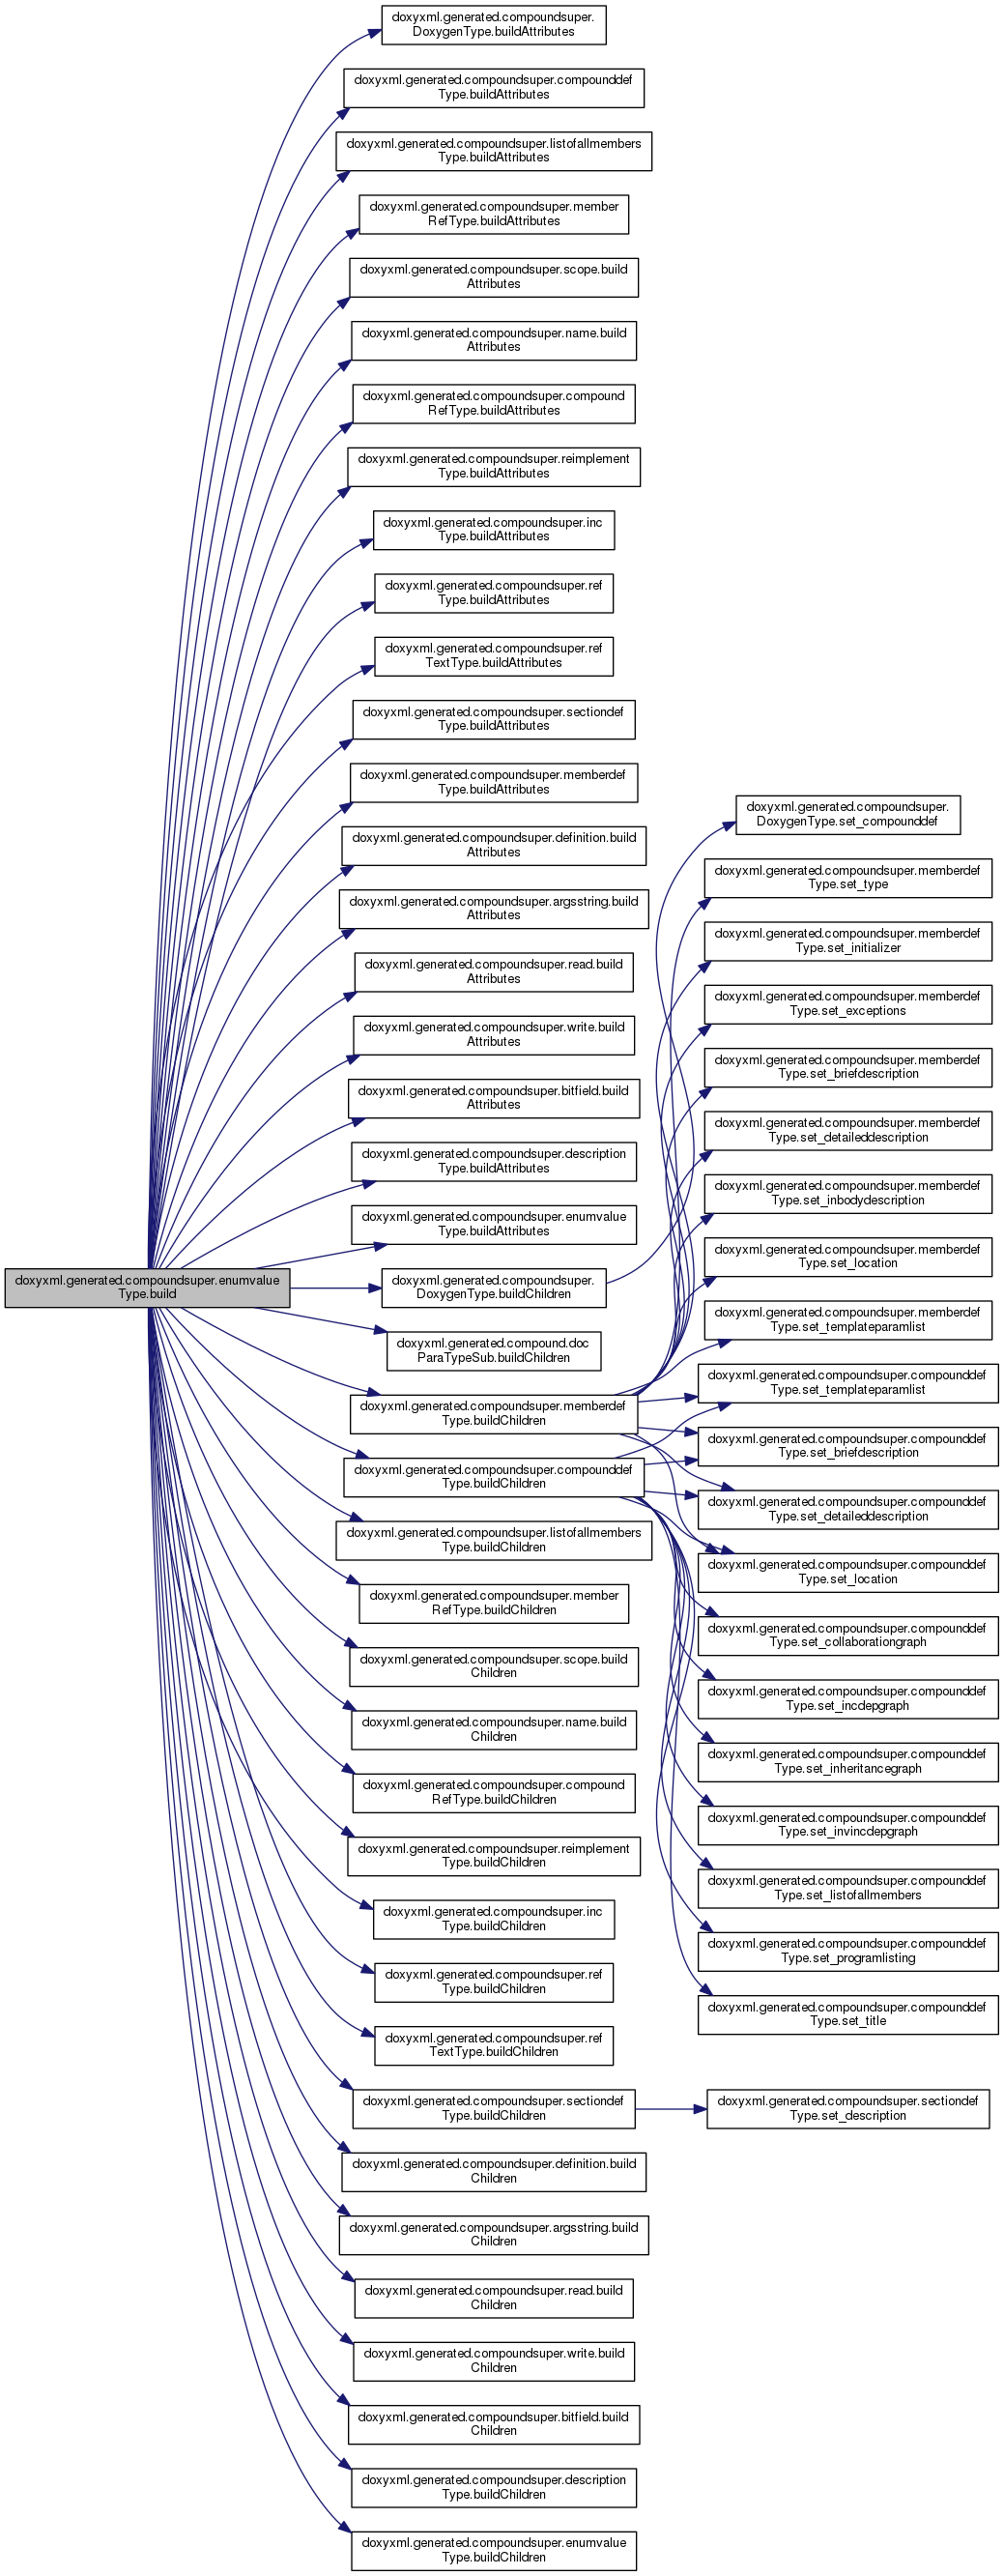 doxyxml.generated.compoundsuper.
DoxygenType.buildAttributes
doxyxml.generated.compoundsuper.compounddef
Type.buildAttributes
doxyxml.generated.compoundsuper.listofallmembers
Type.buildAttributes
doxyxml.generated.compoundsuper.member
RefType.buildAttributes
doxyxml.generated.compoundsuper.scope.build
Attributes
doxyxml.generated.compoundsuper.name.build
Attributes
doxyxml.generated.compoundsuper.compound
RefType.buildAttributes
doxyxml.generated.compoundsuper.reimplement
Type.buildAttributes
doxyxml.generated.compoundsuper.inc
Type.buildAttributes
doxyxml.generated.compoundsuper.ref
Type.buildAttributes
doxyxml.generated.compoundsuper.ref
TextType.buildAttributes
doxyxml.generated.compoundsuper.sectiondef
Type.buildAttributes
doxyxml.generated.compoundsuper.memberdef
Type.buildAttributes
doxyxml.generated.compoundsuper.definition.build
Attributes
doxyxml.generated.compoundsuper.argsstring.build
Attributes
doxyxml.generated.compoundsuper.read.build
Attributes
doxyxml.generated.compoundsuper.write.build
Attributes
doxyxml.generated.compoundsuper.bitfield.build
Attributes
doxyxml.generated.compoundsuper.description
Type.buildAttributes
doxyxml.generated.compoundsuper.enumvalue
Type.buildAttributes
doxyxml.generated.compoundsuper.enumvalue
Type.build
doxyxml.generated.compoundsuper.
DoxygenType.buildChildren
doxyxml.generated.compound.doc
ParaTypeSub.buildChildren
doxyxml.generated.compoundsuper.memberdef
Type.buildChildren
doxyxml.generated.compoundsuper.compounddef
Type.buildChildren
doxyxml.generated.compoundsuper.listofallmembers
Type.buildChildren
doxyxml.generated.compoundsuper.member
RefType.buildChildren
doxyxml.generated.compoundsuper.scope.build
Children
doxyxml.generated.compoundsuper.name.build
Children
doxyxml.generated.compoundsuper.compound
RefType.buildChildren
doxyxml.generated.compoundsuper.reimplement
Type.buildChildren
doxyxml.generated.compoundsuper.inc
Type.buildChildren
doxyxml.generated.compoundsuper.ref
Type.buildChildren
doxyxml.generated.compoundsuper.ref
TextType.buildChildren
doxyxml.generated.compoundsuper.sectiondef
Type.buildChildren
doxyxml.generated.compoundsuper.definition.build
Children
doxyxml.generated.compoundsuper.argsstring.build
Children
doxyxml.generated.compoundsuper.read.build
Children
doxyxml.generated.compoundsuper.write.build
Children
doxyxml.generated.compoundsuper.bitfield.build
Children
doxyxml.generated.compoundsuper.description
Type.buildChildren
doxyxml.generated.compoundsuper.enumvalue
Type.buildChildren
doxyxml.generated.compoundsuper.
DoxygenType.set_compounddef
doxyxml.generated.compoundsuper.memberdef
Type.set_type
doxyxml.generated.compoundsuper.memberdef
Type.set_initializer
doxyxml.generated.compoundsuper.memberdef
Type.set_exceptions
doxyxml.generated.compoundsuper.memberdef
Type.set_briefdescription
doxyxml.generated.compoundsuper.memberdef
Type.set_detaileddescription
doxyxml.generated.compoundsuper.memberdef
Type.set_inbodydescription
doxyxml.generated.compoundsuper.memberdef
Type.set_location
doxyxml.generated.compoundsuper.memberdef
Type.set_templateparamlist
doxyxml.generated.compoundsuper.compounddef
Type.set_templateparamlist
doxyxml.generated.compoundsuper.compounddef
Type.set_briefdescription
doxyxml.generated.compoundsuper.compounddef
Type.set_detaileddescription
doxyxml.generated.compoundsuper.compounddef
Type.set_location
doxyxml.generated.compoundsuper.compounddef
Type.set_collaborationgraph
doxyxml.generated.compoundsuper.compounddef
Type.set_incdepgraph
doxyxml.generated.compoundsuper.compounddef
Type.set_inheritancegraph
doxyxml.generated.compoundsuper.compounddef
Type.set_invincdepgraph
doxyxml.generated.compoundsuper.compounddef
Type.set_listofallmembers
doxyxml.generated.compoundsuper.compounddef
Type.set_programlisting
doxyxml.generated.compoundsuper.compounddef
Type.set_title
doxyxml.generated.compoundsuper.sectiondef
Type.set_description